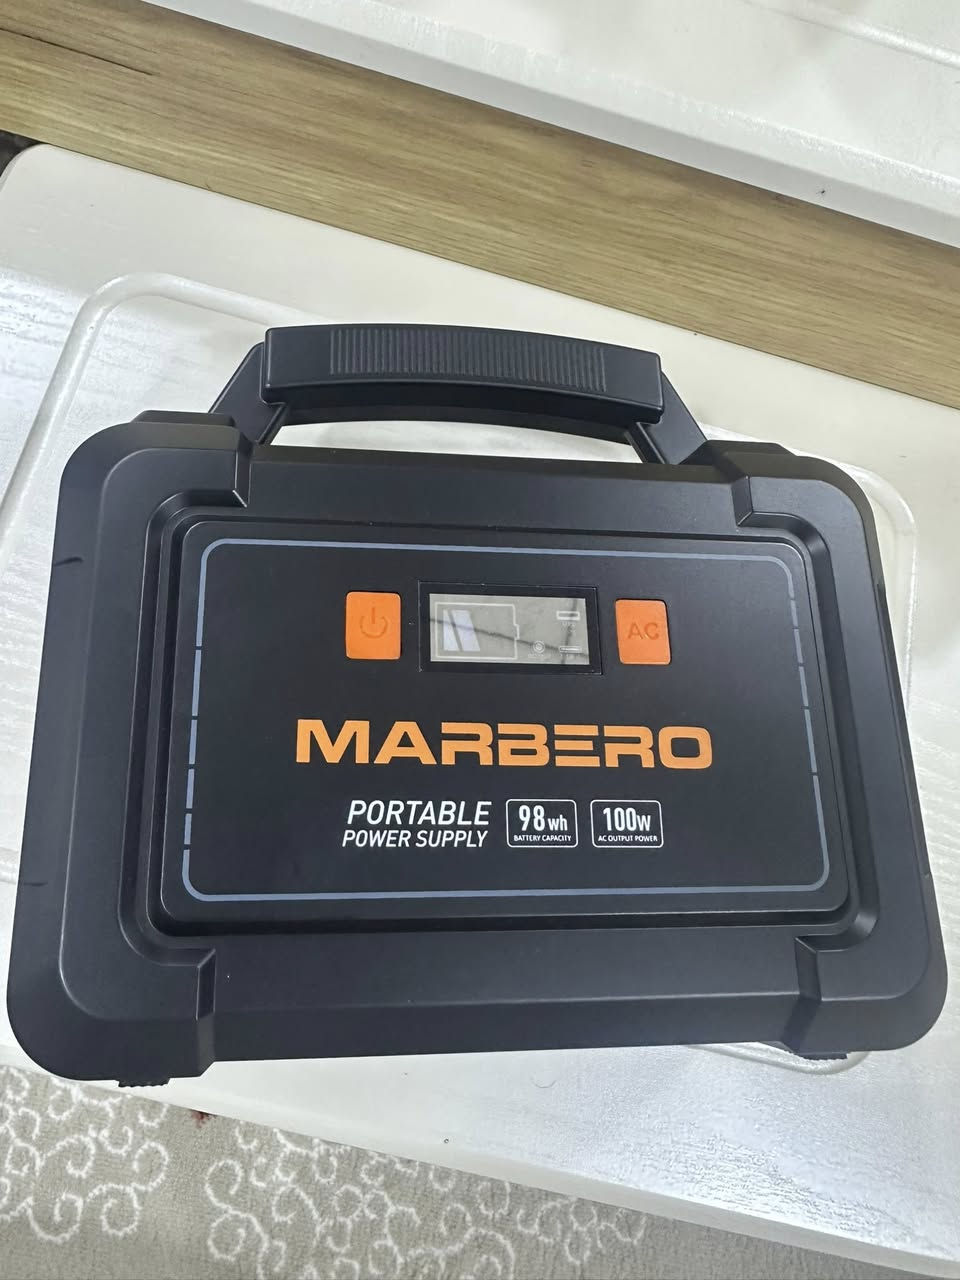 AC
MARBERO
PORTABLE
POWER SUPPLY
98wh
BATTERY CAPACITY
100W
AC OUTPUT POWER